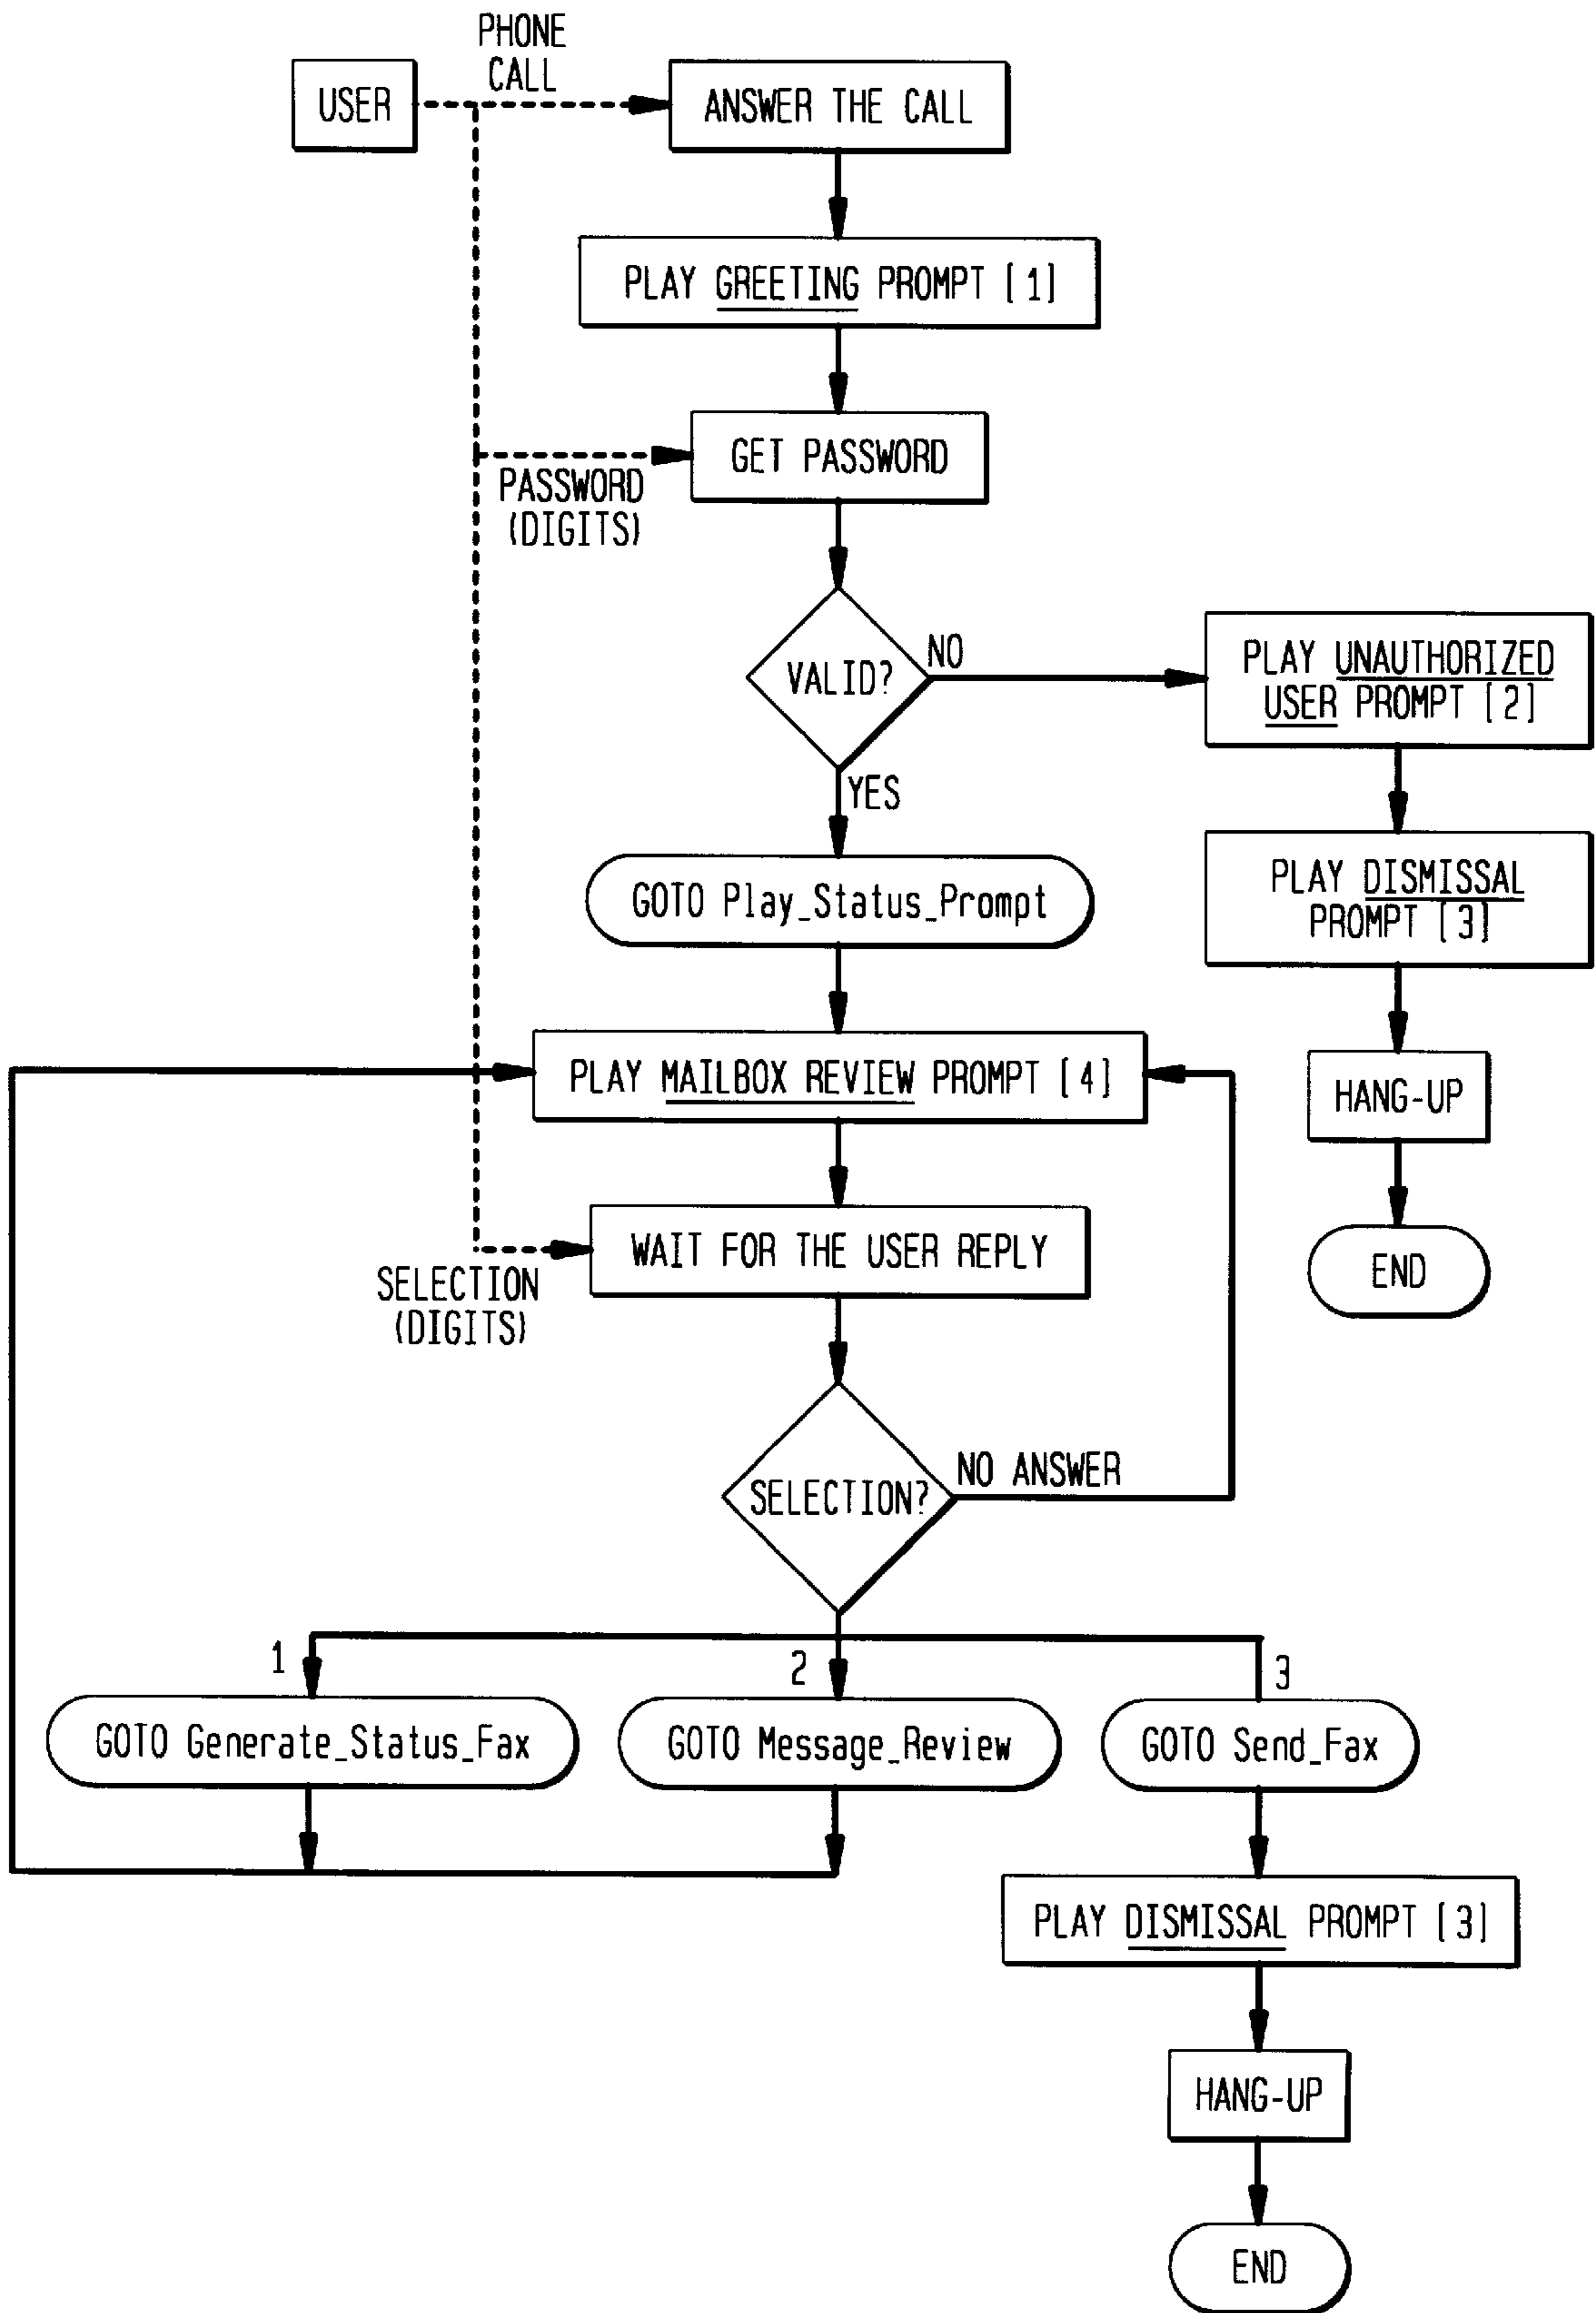 PHONE
CALL
USER
ANSWER THE CALL
PLAY GREETING PROMPT [1]
GET PASSWORD
PASSWORD
(DIGITS)
VALID?
NO
PLAY UNAUTHORIZED
USER PROMPT [2]
YES
PLAY DISMISSAL
PROMPT [3]
GOTO Play_Status_Prompt
PLAY MAILBOX REVIEW PROMPT [4]
HANG-UP
WAIT FOR THE USER REPLY
END
SELECTION
(DIGITS)
SELECTION?
NO ANSWER
1
2
3
GOTO Generate_Status_Fax
GOTO Message_Review
GOTO Send_Fax
PLAY DISMISSAL PROMPT [3]
HANG-UP
END